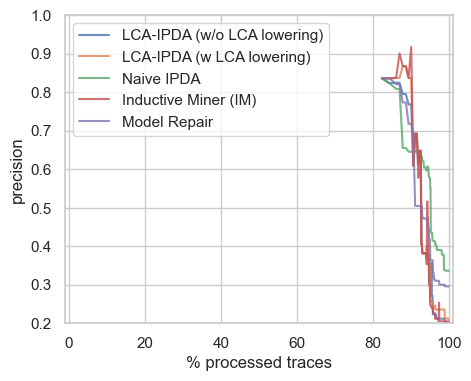 1.0
0.9
0.8
0.7
0.6
0.5
0.4
0.3
0.2
precision
LCA-IPDA (w/o LCA lowering)
LCA-IPDA (w LCA lowering)
Naive IPDA
Inductive Miner (IM)
Model Repair
0 20 40 60 80 100
% processed traces